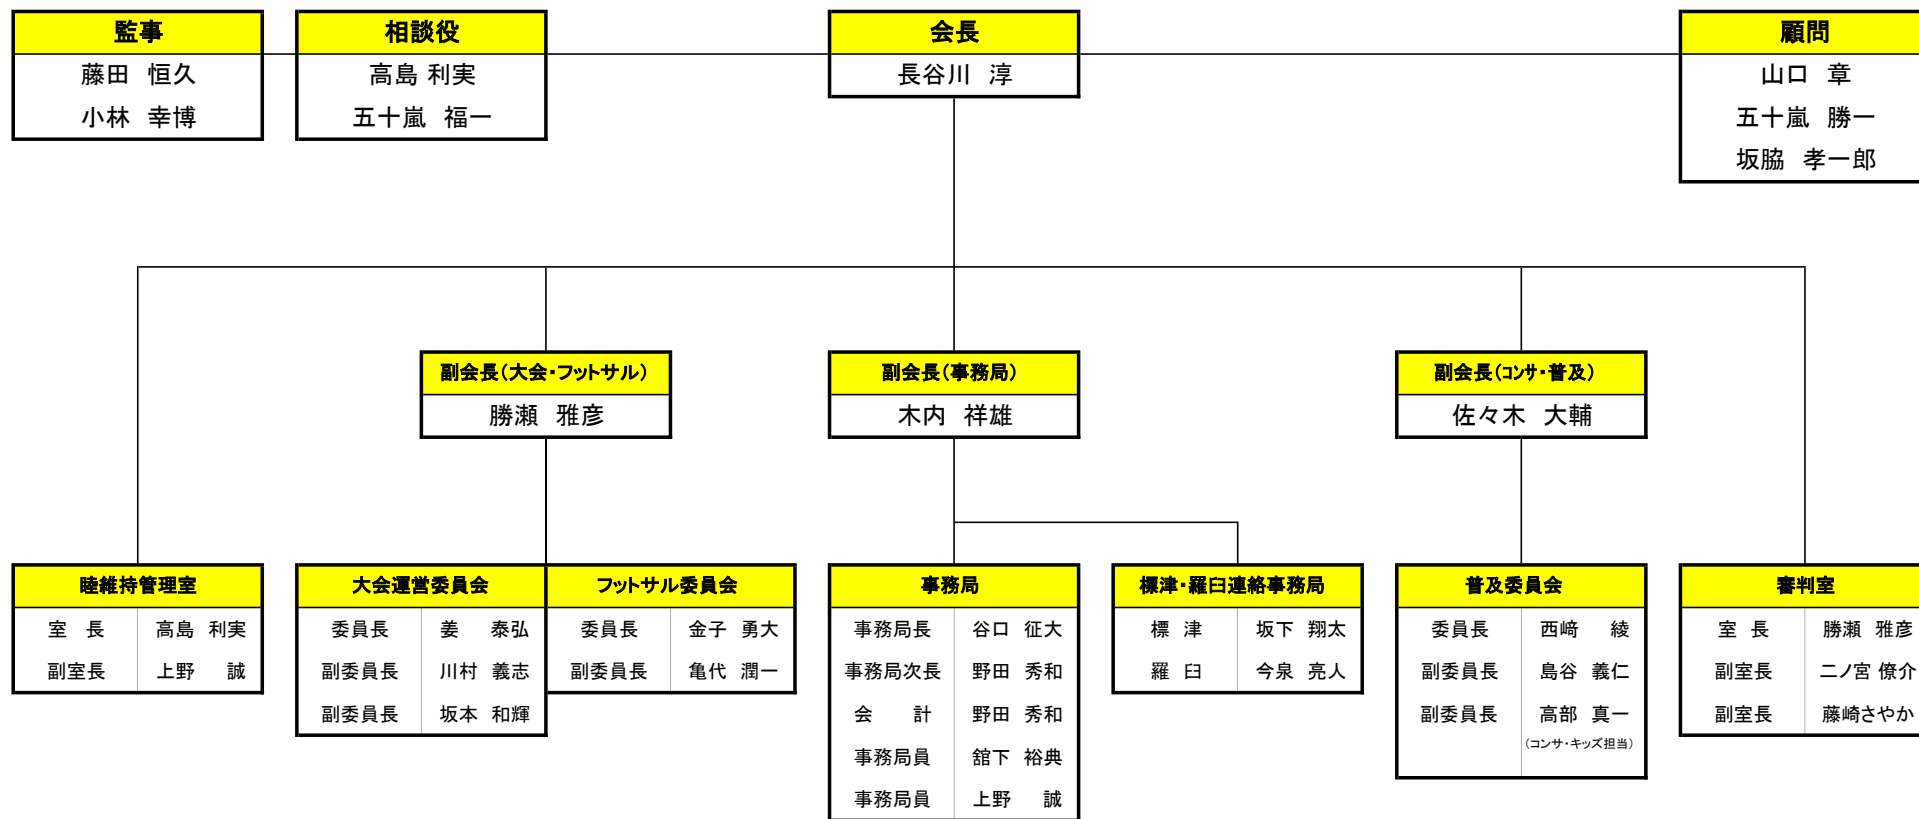 監事
藤田 恒久
小林 幸博
相談役
高島 利実
五十嵐 福一
会長
長谷川 淳
顧問
山口 章
五十嵐 勝一
坂脇 孝一郎
副会長(大会・フットサル)
勝瀬 雅彦
副会長(事務局)
木内 祥雄
副会長(コンサ・普及)
佐々木 大輔
睦維持管理室
室 長 高島 利実
副室長 上野 誠
大会運営委員会
委員長 姜 泰弘
副委員長 川村 義志
副委員長 坂本 和輝
フットサル委員会
委員長 金子 勇大
副委員長 亀代 潤一
事務局
事務局長 谷口 征大
事務局次長 野田 秀和
会 計 野田 秀和
事務局員 舘下 裕典
事務局員 上野 誠
標津・羅臼連絡事務局
標 津 坂下 翔太
羅 臼 今泉 亮人
普及委員会
委員長 西﨑 綾
副委員長 島谷 義仁
副委員長 高部 真一
(コンサ・キッズ担当)
審判室
室 長 勝瀬 雅彦
副室長 二ノ宮 僚介
副室長 藤崎さやか